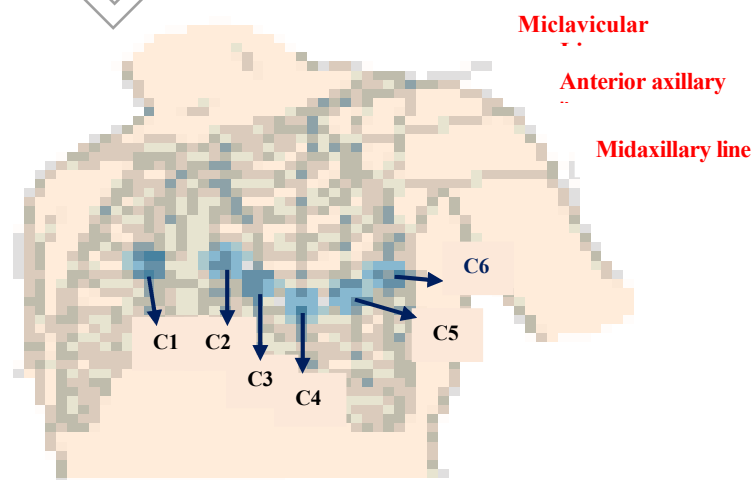 Miclavicular
Anterior axillary
Midaxillary line
C6
C5
C1 C2
C3
C4